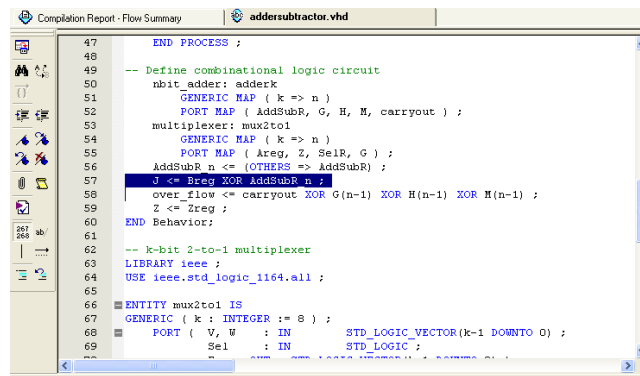 Compilation Report - Flow Summary
addersubtractor.vhd
47 END PROCESS ;
48
49 -- Define combinational logic circuit
50 nbit_adder: adderk
51 GENERIC MAP ( k => n )
52 PORT MAP ( AddSubR, G, H, M, carryout ) ;
53 multiplexer: mux2to1
54 GENERIC MAP ( k => n )
55 PORT MAP ( Areg, Z, SelR, G ) ;
56 AddSubR_n <= (OTHERS => AddSubR) ;
57 J <= Breg XOR AddSubR_n ;
58 over_flow <= carryout XOR G(n-1) XOR H(n-1) XOR M(n-1) ;
59 Z <= Zreg ;
60 END Behavior;
61
62 -- k-bit 2-to-1 multiplexer
63 LIBRARY ieee ;
64 USE ieee.std_logic_1164.all ;
65
66 ENTITY mux2to1 IS
67 GENERIC ( k : INTEGER := 8 ) ;
68 PORT ( V, W : IN STD_LOGIC_VECTOR(k-1 DOWNTO 0) ;
69 Sel : IN STD_LOGIC ;
267
268 ab/